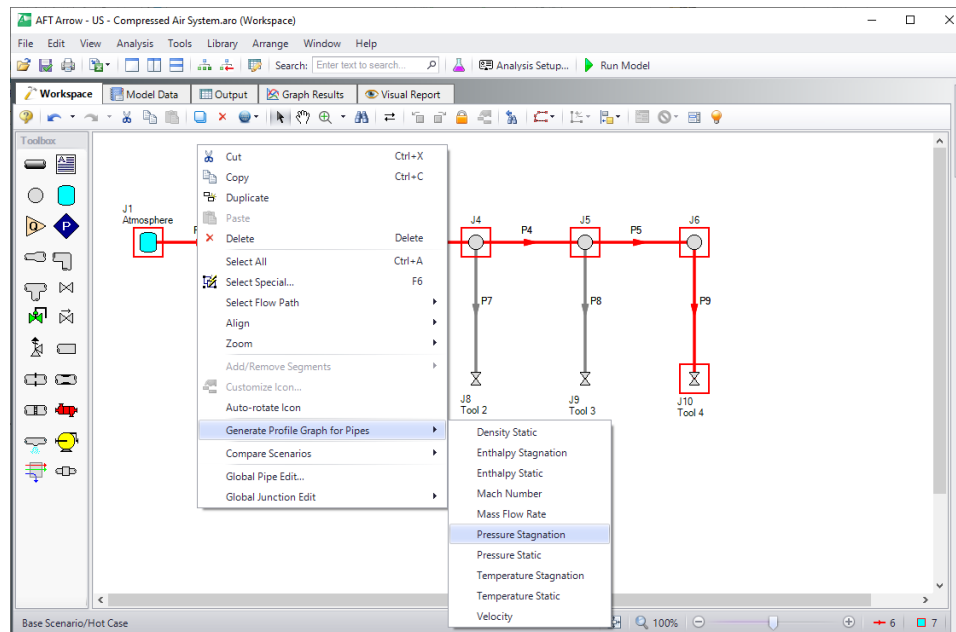 AFT Arrow - US - Compressed Air System.aro (Workspace)
File Edit View Analysis Tools Library Arrange Window Help
Search: Enter text to search... Analysis Setup... Run Model
Workspace Model Data Output Graph Results Visual Report
Toolbox
J1
Atmosphere
J4
J5
J6
P4
P5
P7
P8
P9
J8
Tool 2
J9
Tool 3
J10
Tool 4
Cut Ctrl+X
Copy Ctrl+C
Duplicate
Paste
Delete Delete
Select All Ctrl+A
Select Special... F6
Select Flow Path
Align
Zoom
Add/Remove Segments
Customize Icon...
Auto-rotate Icon
Generate Profile Graph for Pipes
Compare Scenarios
Global Pipe Edit...
Global Junction Edit
Density Static
Enthalpy Stagnation
Enthalpy Static
Mach Number
Mass Flow Rate
Pressure Stagnation
Pressure Static
Temperature Stagnation
Temperature Static
Velocity
Base Scenario/Hot Case 100% 6 7